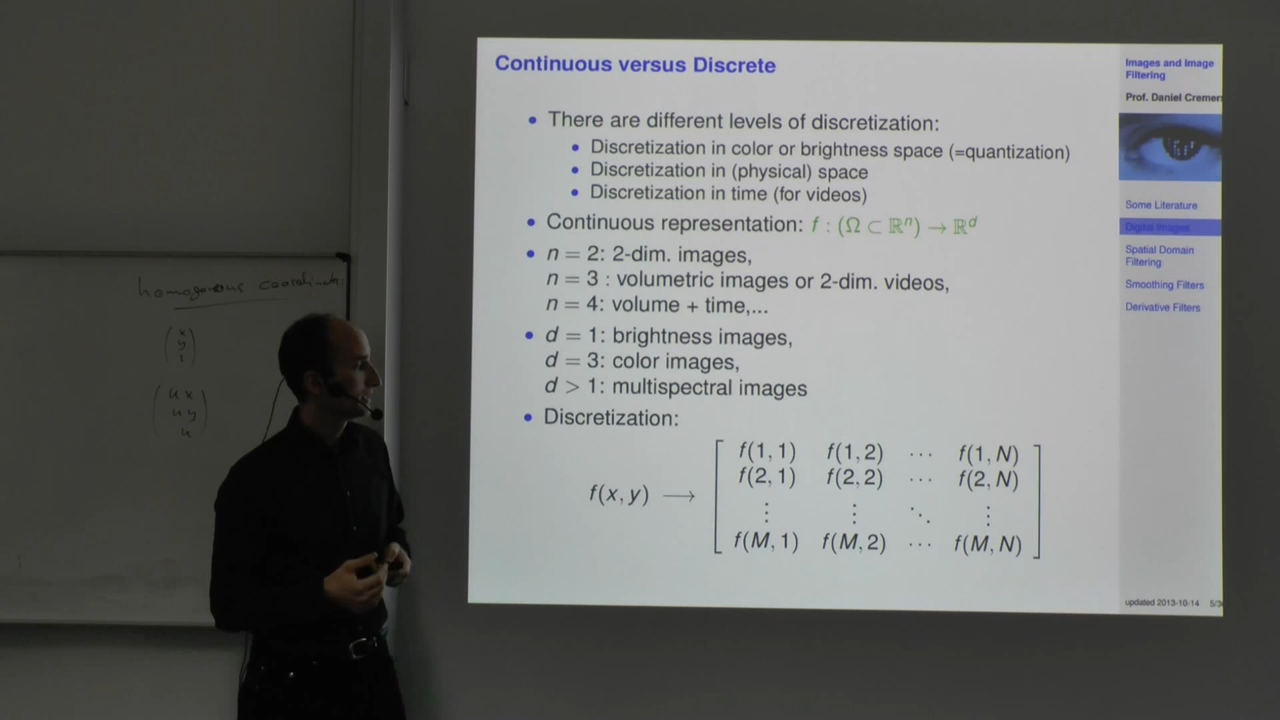 Continuous versus Discrete
• There are different levels of discretization:
• Discretization in color or brightness space (=quantization)
• Discretization in (physical) space
• Discretization in time (for videos)
• Continuous representation: f : (Ω ⊂ ℝⁿ) → ℝᵈ
• n = 2: 2-dim. images,
n = 3 : volumetric images or 2-dim. videos,
n = 4: volume + time,...
• d = 1: brightness images,
d = 3: color images,
d > 1: multispectral images
• Discretization:
f(x, y) → [ f(1, 1) f(1, 2) ⋯ f(1, N)
f(2, 1) f(2, 2) ⋯ f(2, N)
⋮ ⋮ ⋱ ⋮
f(M, 1) f(M, 2) ⋯ f(M, N) ]
Images and Image
Filtering
Prof. Daniel Cremers
Some Literature
Digital Images
Spatial Domain
Filtering
Smoothing Filters
Derivative Filters
updated 2013-10-14 5/3
homogeneous coordinates
x
y
1
u x
u y
u